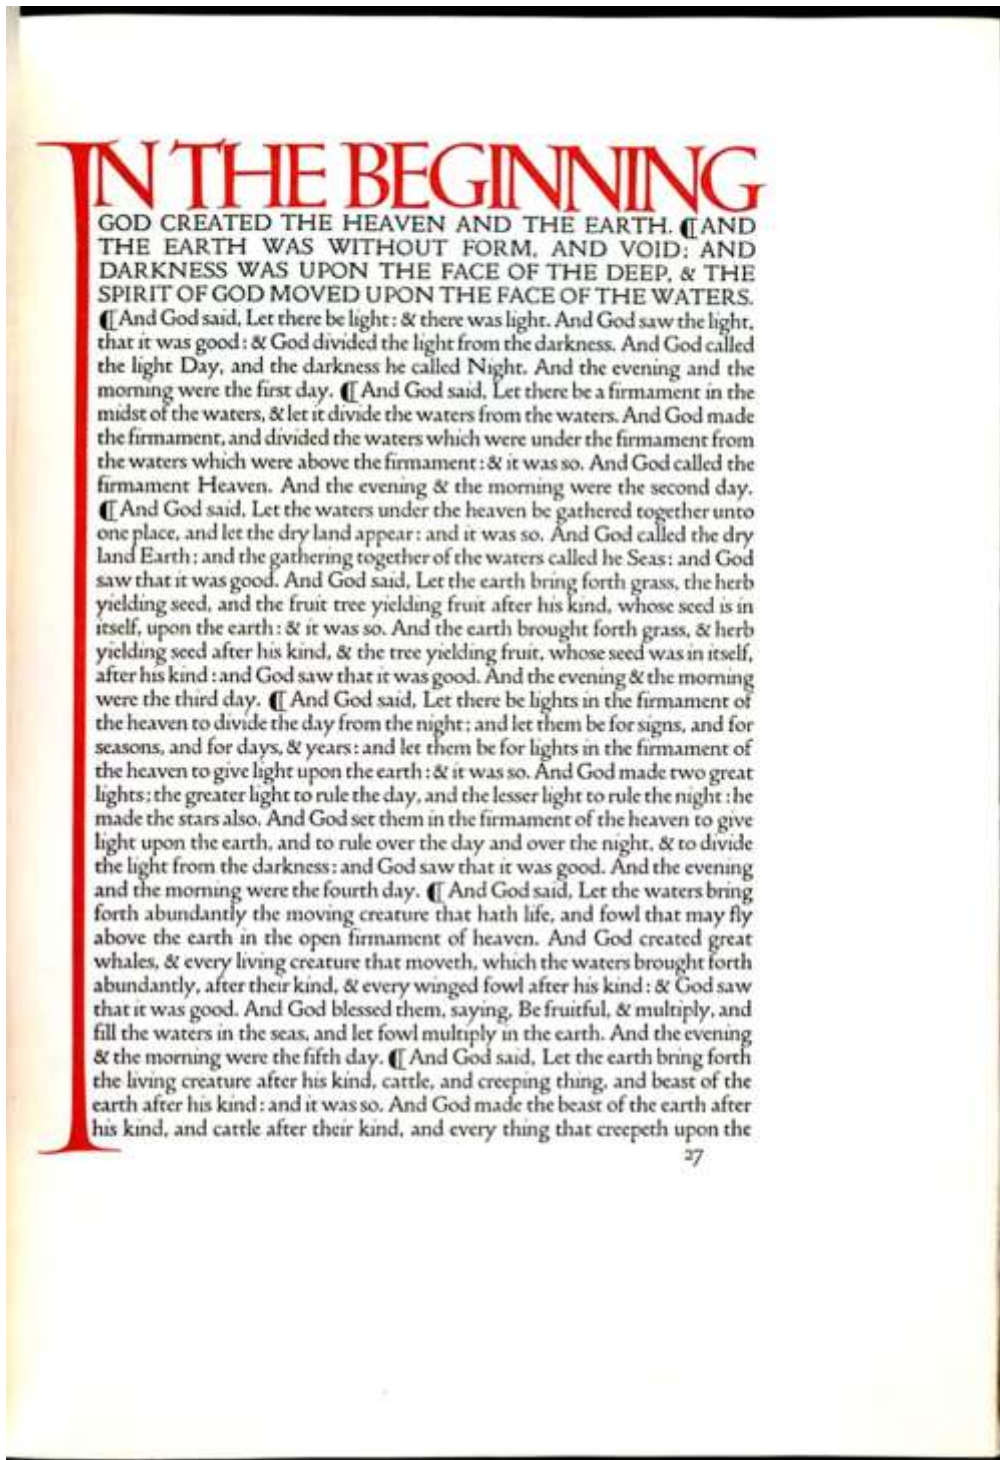 IN THE BEGINNING
GOD CREATED THE HEAVEN AND THE EARTH. ¶ AND
THE EARTH WAS WITHOUT FORM, AND VOID; AND
DARKNESS WAS UPON THE FACE OF THE DEEP, & THE
SPIRIT OF GOD MOVED UPON THE FACE OF THE WATERS.
¶ And God said, Let there be light: & there was light. And God saw the light,
that it was good: & God divided the light from the darkness. And God called
the light Day, and the darkness he called Night. And the evening and the
morning were the first day. ¶ And God said, Let there be a firmament in the
midst of the waters, & let it divide the waters from the waters. And God made
the firmament, and divided the waters which were under the firmament from
the waters which were above the firmament: & it was so. And God called the
firmament Heaven. And the evening & the morning were the second day.
¶ And God said, Let the waters under the heaven be gathered together unto
one place, and let the dry land appear: and it was so. And God called the dry
land Earth; and the gathering together of the waters called he Seas: and God
saw that it was good. And God said, Let the earth bring forth grass, the herb
yielding seed, and the fruit tree yielding fruit after his kind, whose seed is in
itself, upon the earth: & it was so. And the earth brought forth grass, & herb
yielding seed after his kind, & the tree yielding fruit, whose seed was in itself,
after his kind: and God saw that it was good. And the evening & the morning
were the third day. ¶ And God said, Let there be lights in the firmament of
the heaven to divide the day from the night; and let them be for signs, and for
seasons, and for days, & years: and let them be for lights in the firmament of
the heaven to give light upon the earth: & it was so. And God made two great
lights; the greater light to rule the day, and the lesser light to rule the night: he
made the stars also. And God set them in the firmament of the heaven to give
light upon the earth, and to rule over the day and over the night, & to divide
the light from the darkness: and God saw that it was good. And the evening
and the morning were the fourth day. ¶ And God said, Let the waters bring
forth abundantly the moving creature that hath life, and fowl that may fly
above the earth in the open firmament of heaven. And God created great
whales, & every living creature that moveth, which the waters brought forth
abundantly, after their kind, & every winged fowl after his kind: & God saw
that it was good. And God blessed them, saying, Be fruitful, & multiply, and
fill the waters in the seas, and let fowl multiply in the earth. And the evening
& the morning were the fifth day. ¶ And God said, Let the earth bring forth
the living creature after his kind, cattle, and creeping thing, and beast of the
earth after his kind: and it was so. And God made the beast of the earth after
his kind, and cattle after their kind, and every thing that creepeth upon the
27